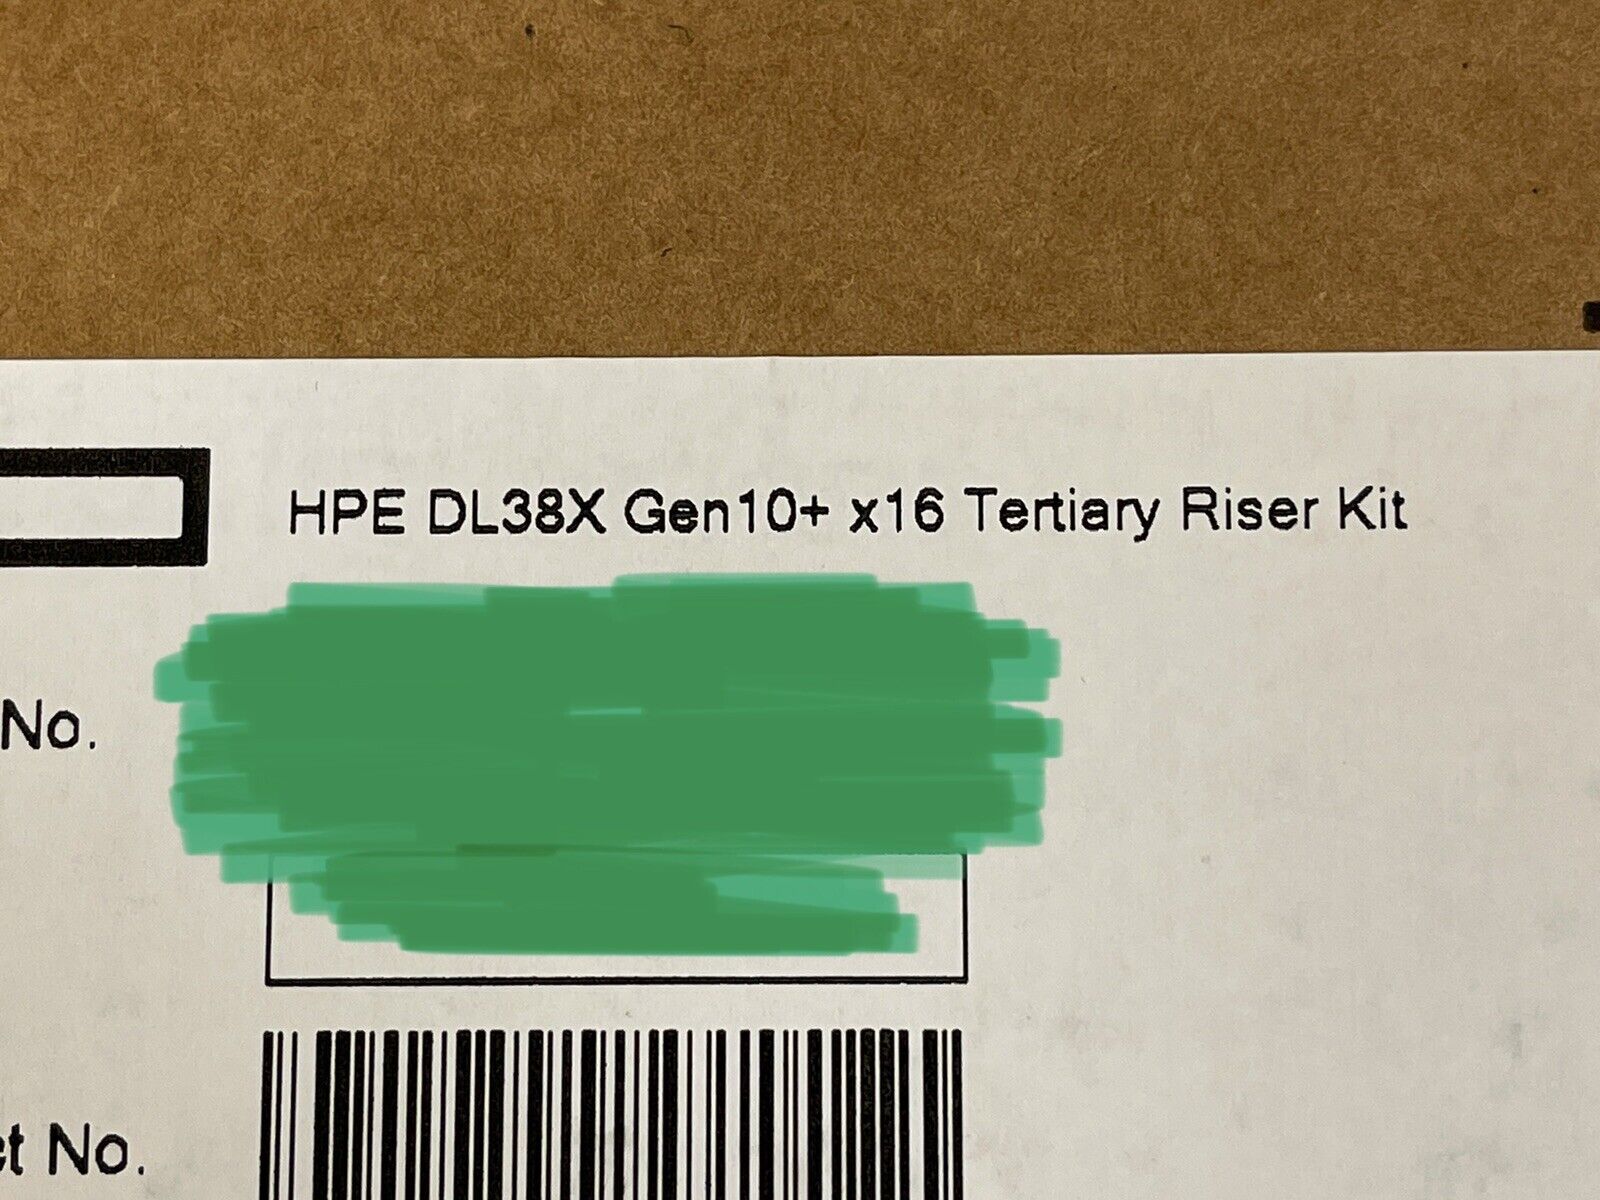 HPE DL38X Gen10+ x16 Tertiary Riser Kit
No.
No.